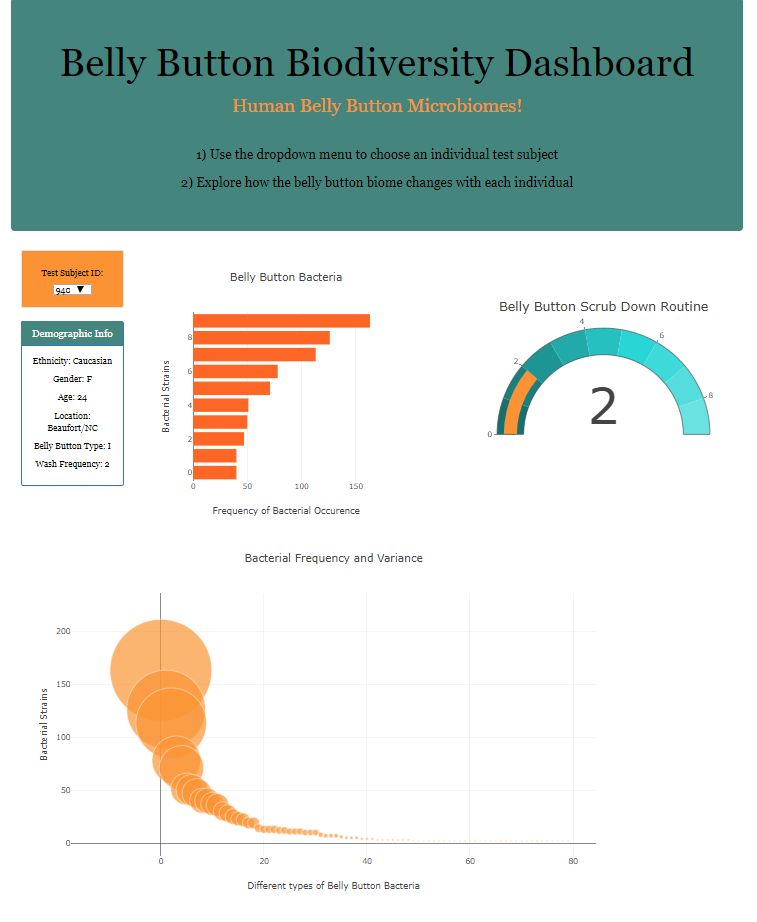 Belly Button Biodiversity Dashboard
Human Belly Button Microbiomes!
1) Use the dropdown menu to choose an individual test subject
2) Explore how the belly button biome changes with each individual
Test Subject ID:
940 ▼
Demographic Info
Ethnicity: Caucasian
Gender: F
Age: 24
Location:
Beaufort/NC
Belly Button Type: I
Wash Frequency: 2
Belly Button Bacteria
Bacterial Strains
8
6
4
2
0
0 50 100 150
Frequency of Bacterial Occurence
Belly Button Scrub Down Routine
0
2
4
6
8
2
Bacterial Frequency and Variance
Bacterial Strains
200
150
100
50
0
0 20 40 60 80
Different types of Belly Button Bacteria